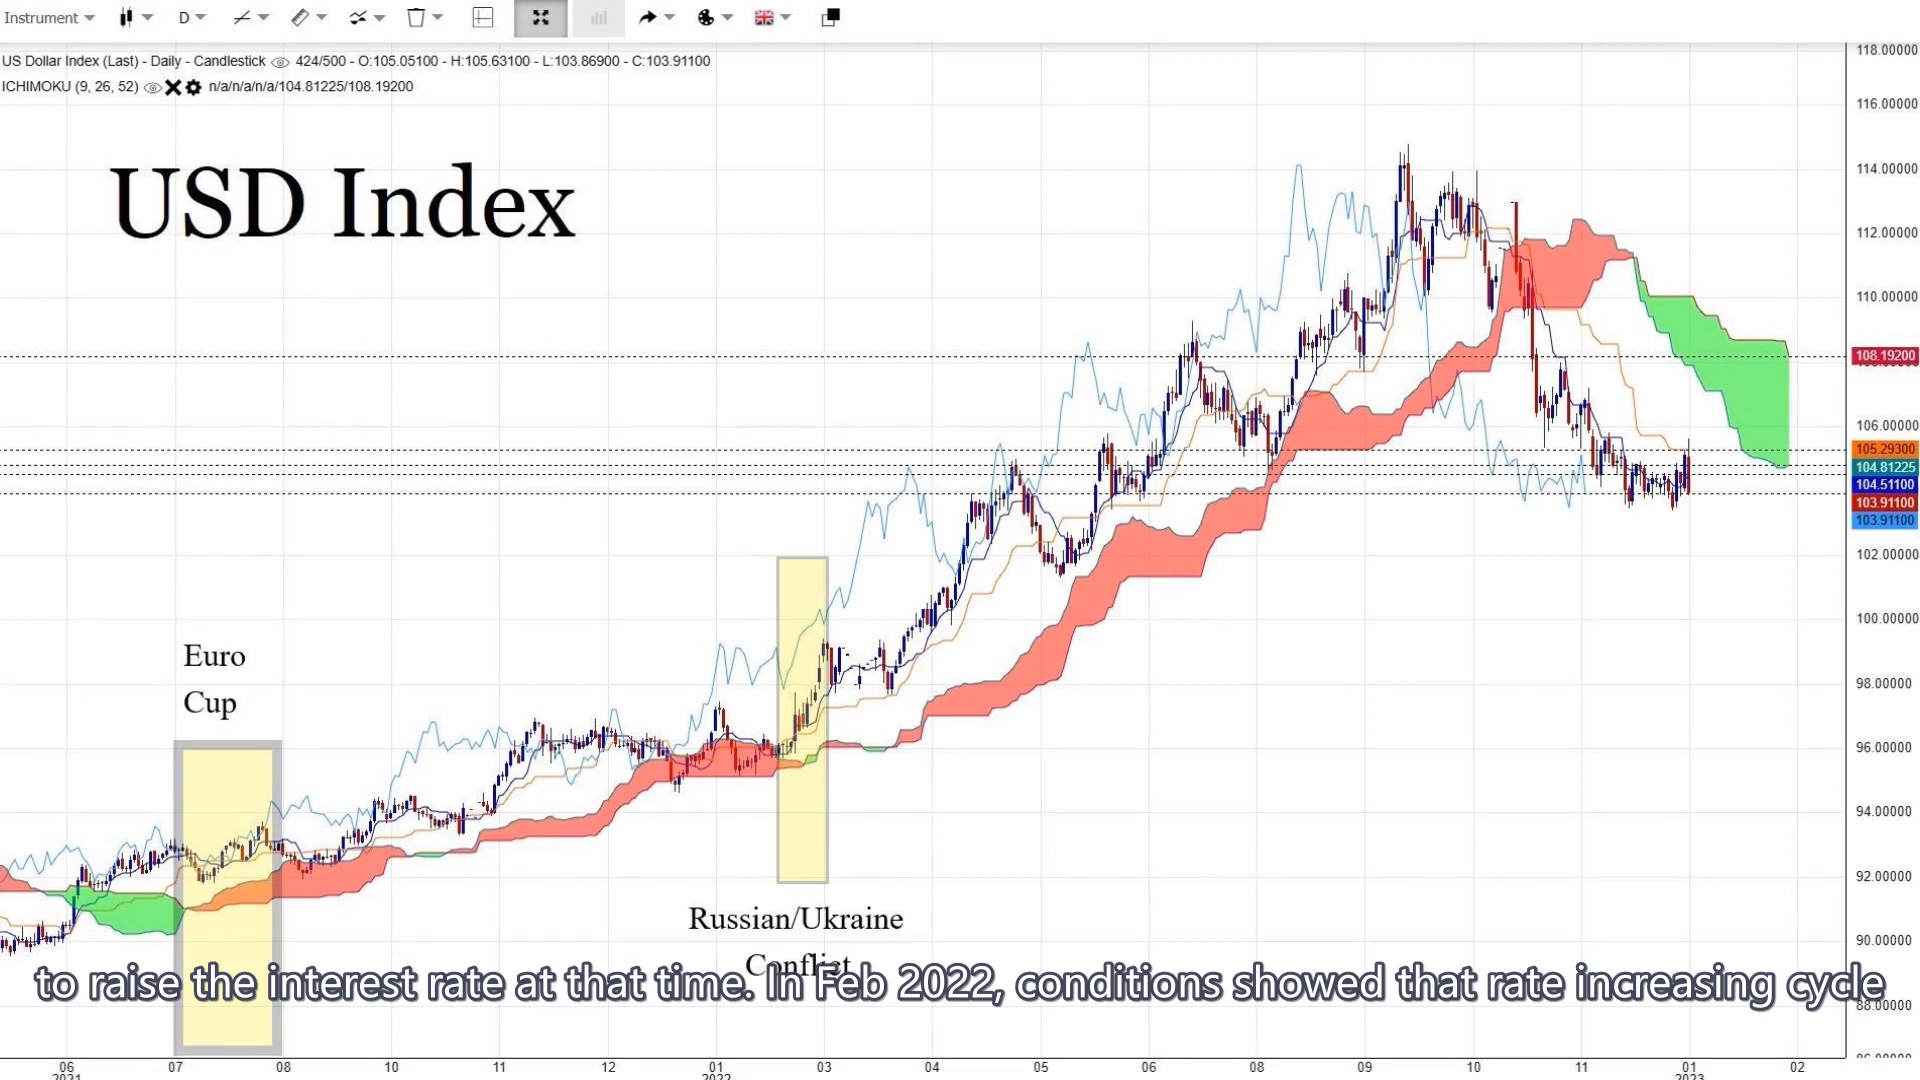 Instrument
D
US Dollar Index (Last) - Daily - Candlestick 424/500 - O:105.05100 - H:105.63100 - L:103.86900 - C:103.91100
ICHIMOKU (9, 26, 52) n/a/n/a/n/a/104.81225/108.19200
USD Index
Euro
Cup
Russian/Ukraine
Conflict
to raise the interest rate at that time. In Feb 2022, conditions showed that rate increasing cycle
118.00000
116.00000
114.00000
112.00000
110.00000
108.19200
106.00000
105.29300
104.81225
104.51100
103.91100
103.91100
102.00000
100.00000
98.00000
96.00000
94.00000
92.00000
90.00000
88.00000
86.00000
06 07 08 10 11 12 01 03 04 05 06 08 09 10 11 01 02
2021 2022 2023